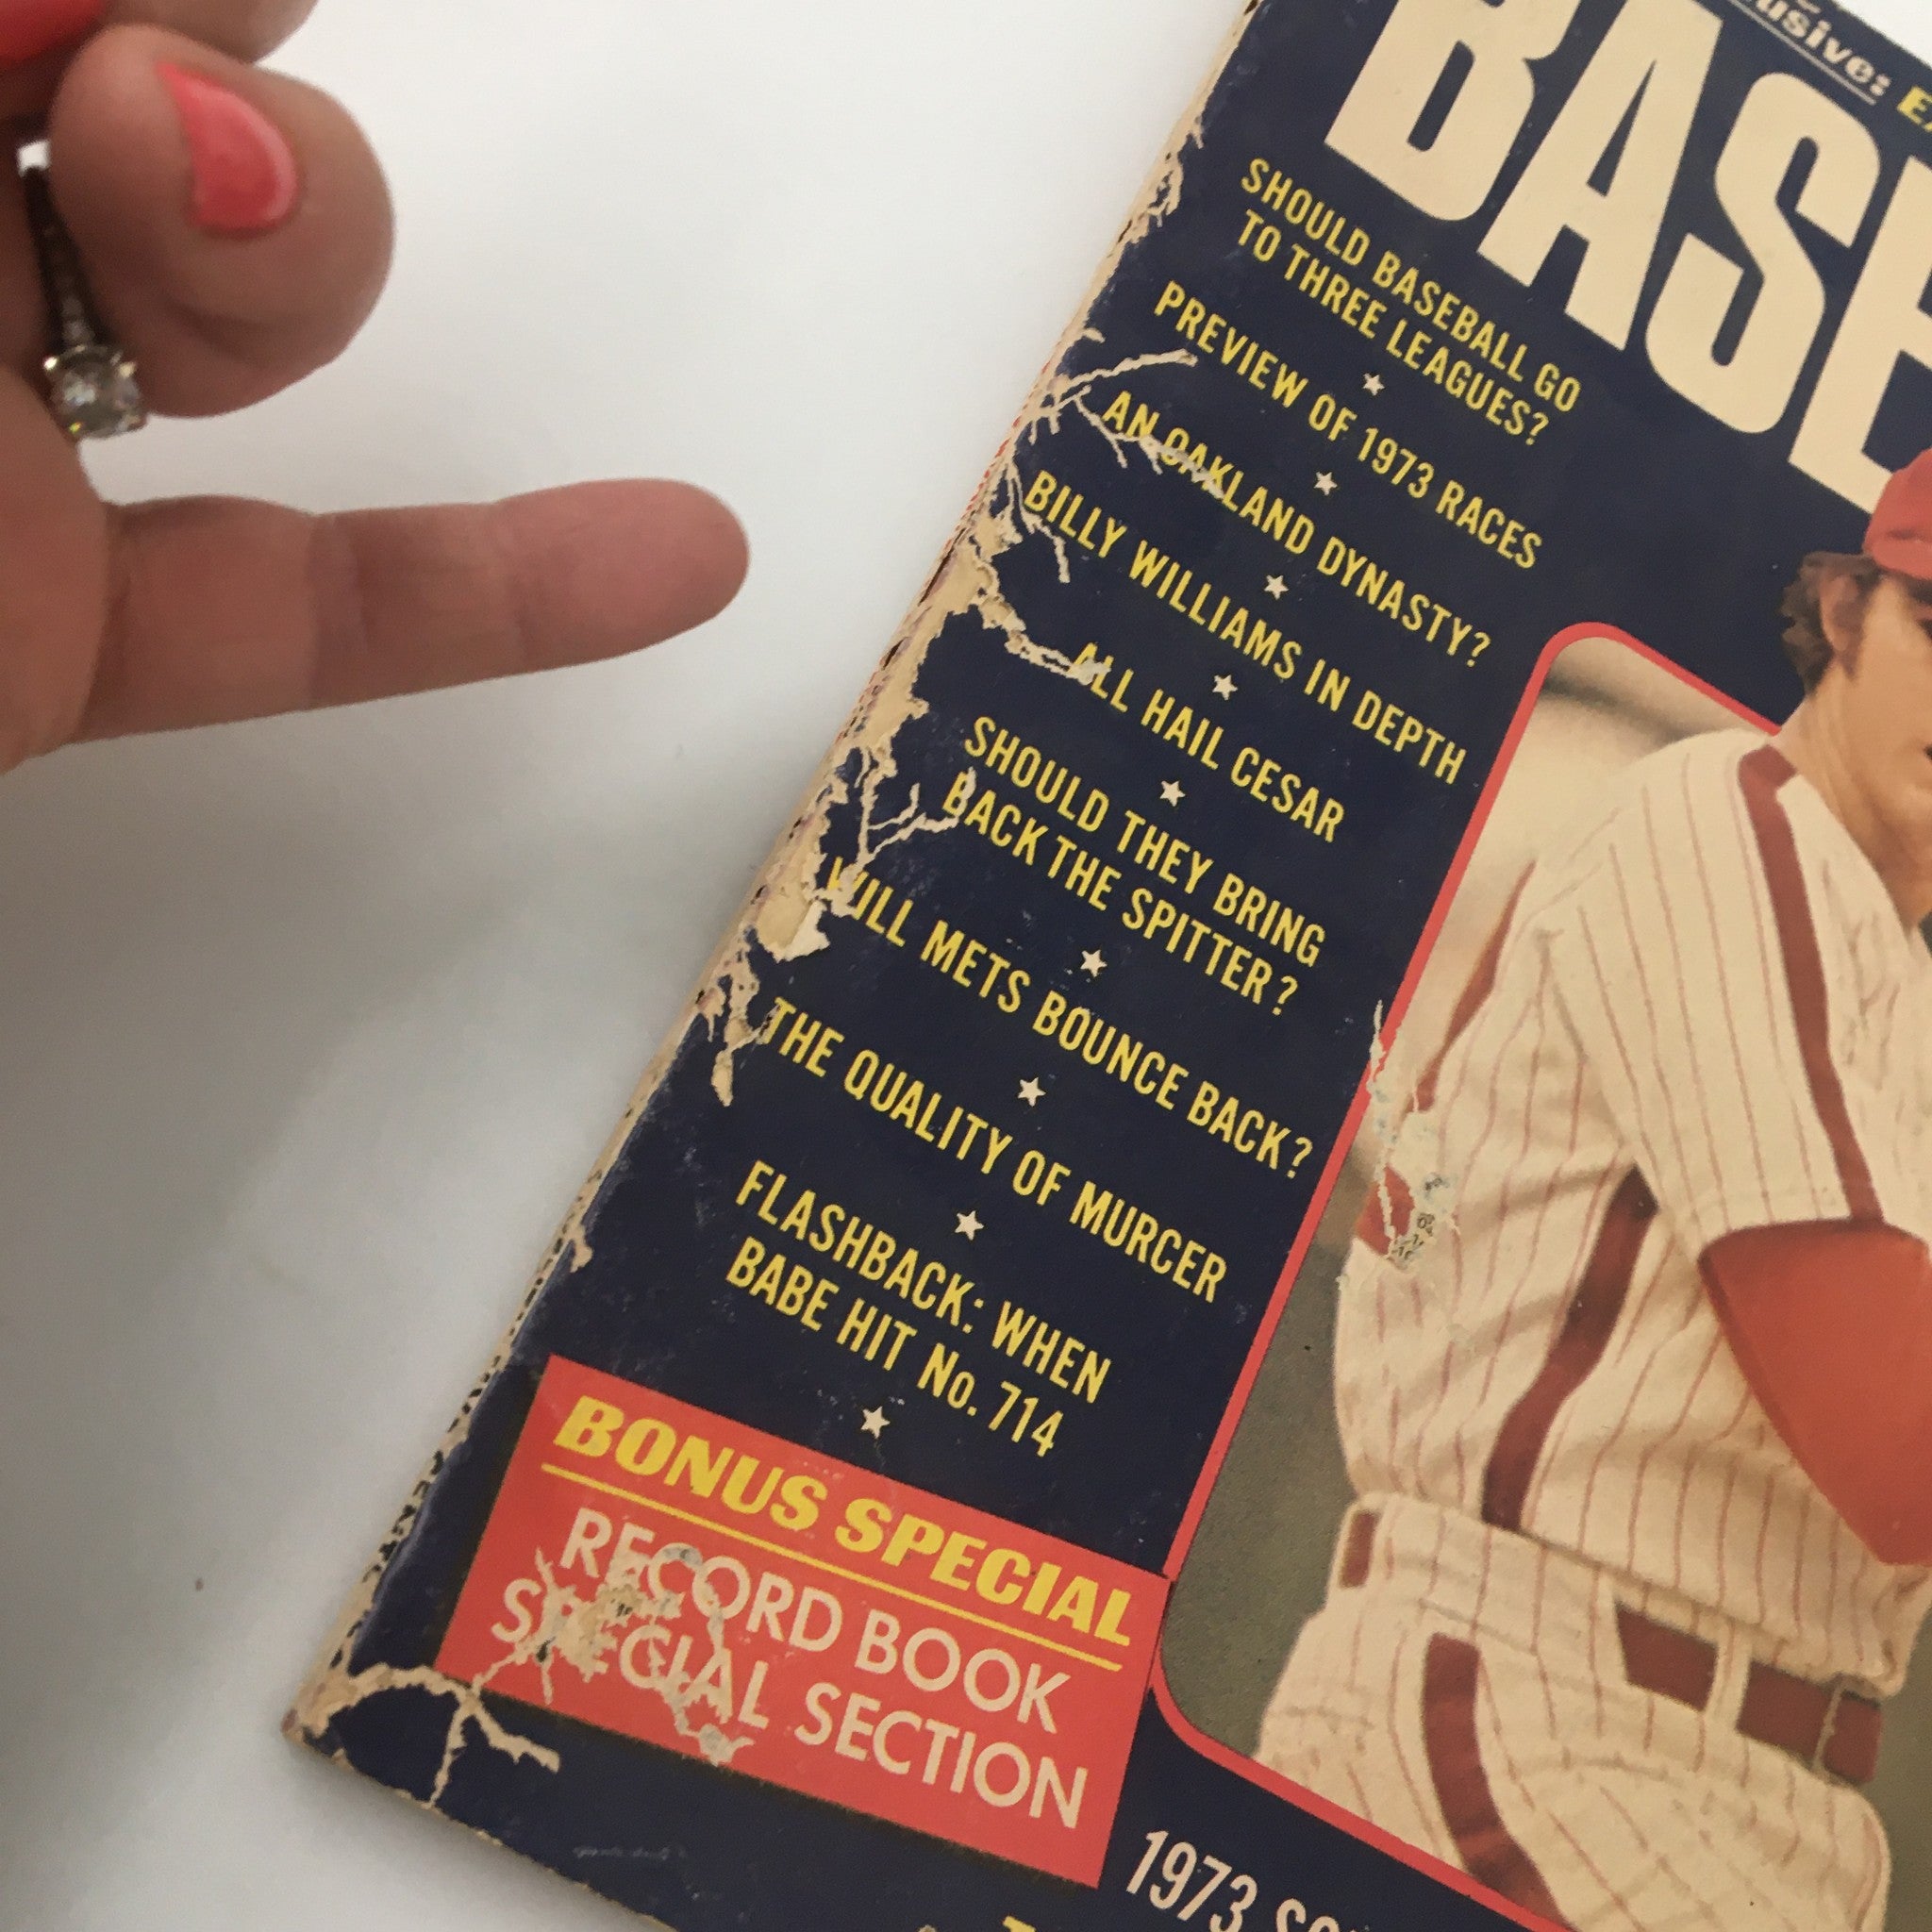 BASE
SHOULD BASEBALL GO
TO THREE LEAGUES?
PREVIEW OF 1973 RACES
AN OAKLAND DYNASTY?
BILLY WILLIAMS IN DEPTH
ALL HAIL CESAR
SHOULD THEY BRING
BACK THE SPITTER?
WILL METS BOUNCE BACK?
THE QUALITY OF MURCER
FLASHBACK: WHEN
BABE HIT No. 714
BONUS SPECIAL
RECORD BOOK
SPECIAL SECTION
1973